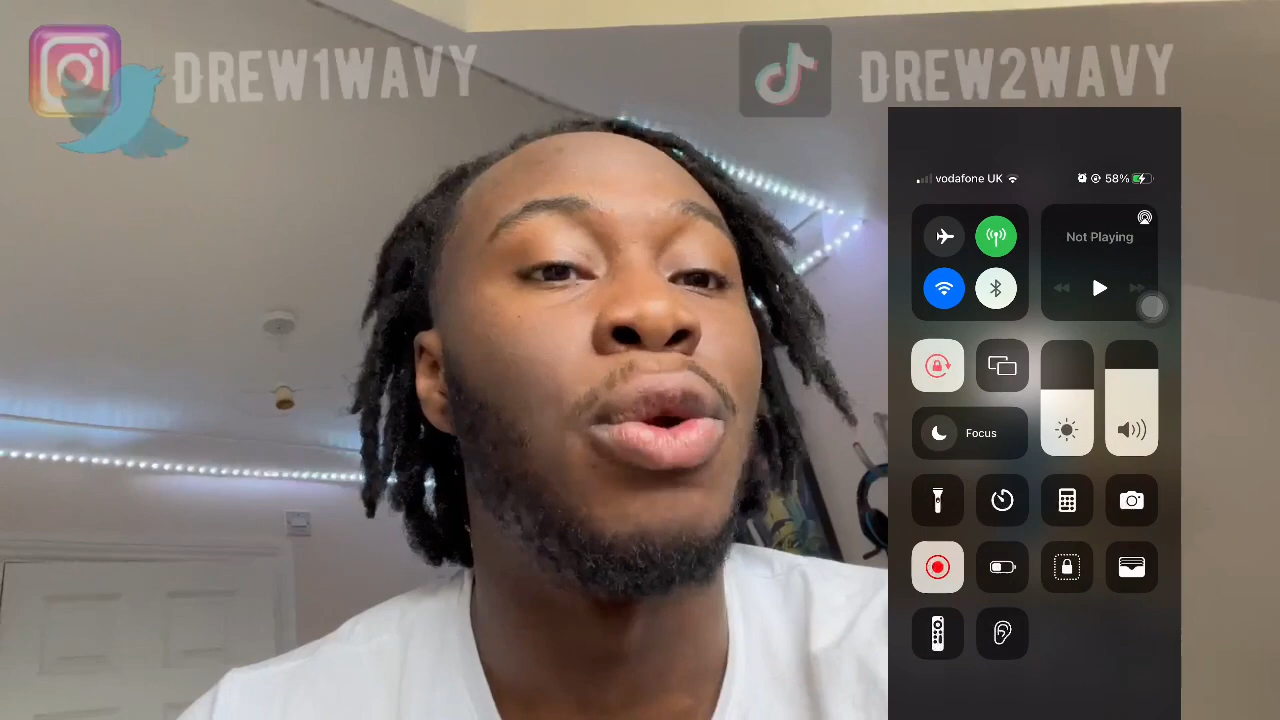 DREW1WAVY
DREW2WAVY
vodafone UK
58%
Not Playing
Focus